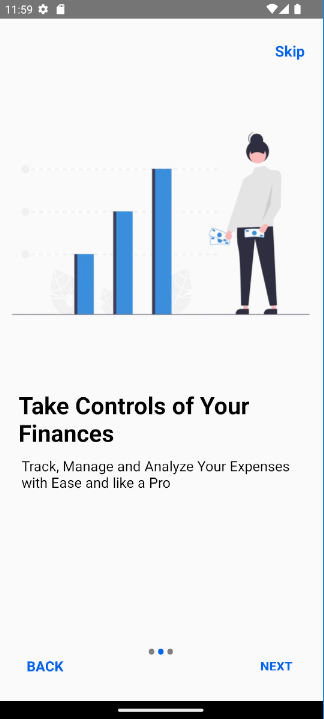 11:59
Skip
Take Controls of Your
Finances
Track, Manage and Analyze Your Expenses
with Ease and like a Pro
BACK
NEXT